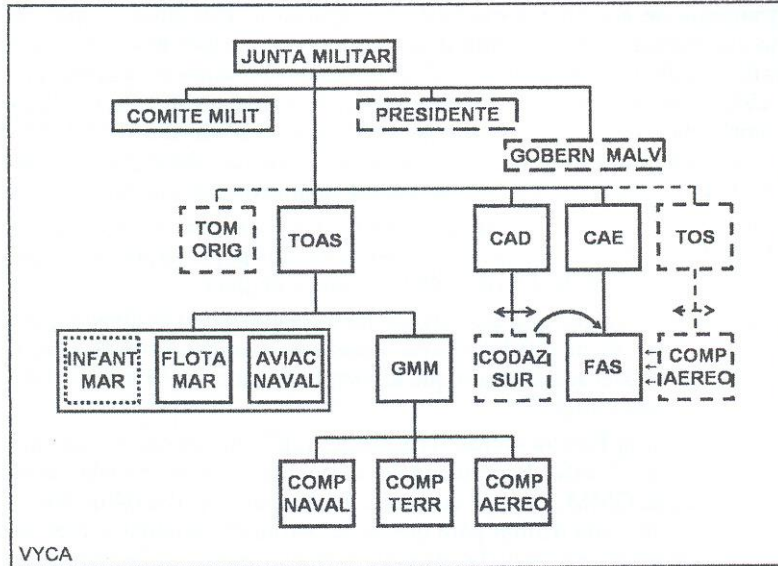 JUNTA MILITAR
COMITE MILIT
PRESIDENTE
GOBERN MALV
TOM
ORIG
TOAS
CAD
CAE
TOS
INFANT
MAR
FLOTA
MAR
AVIAC
NAVAL
GMM
CODAZ
SUR
FAS
COMP
AEREO
COMP
NAVAL
COMP
TERR
COMP
AEREO
VYCA